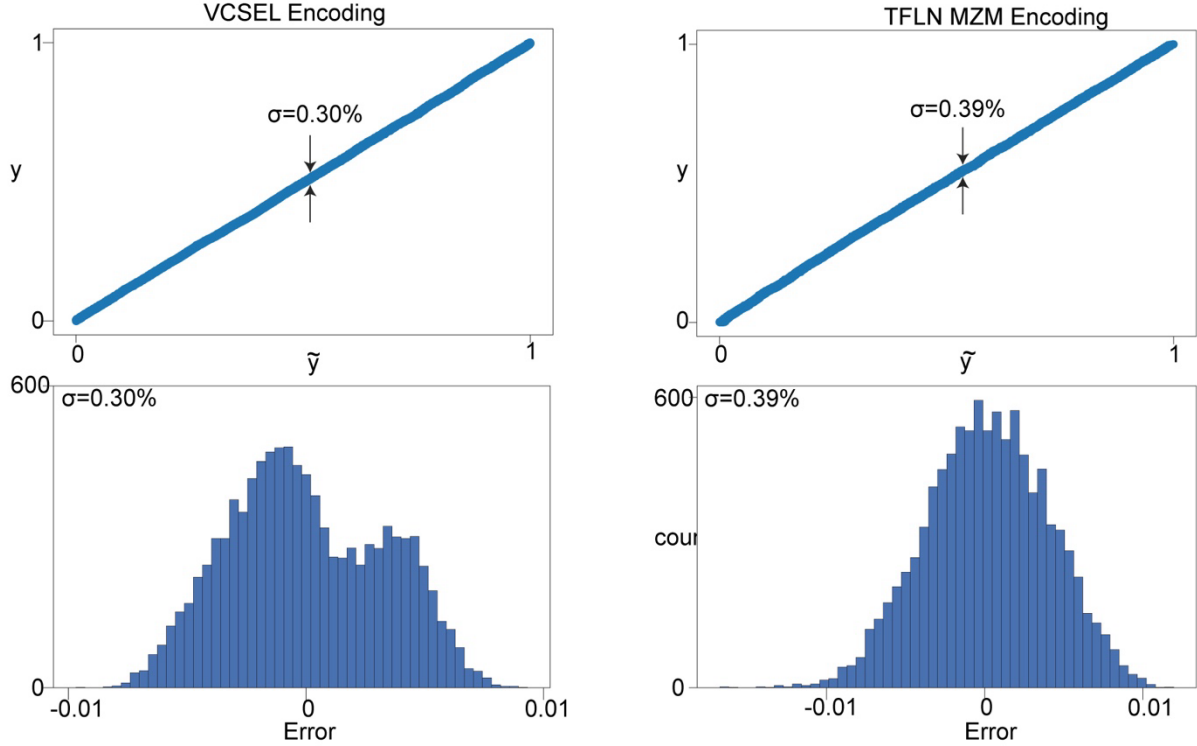 VCSEL Encoding
1
σ=0.30%
y
0
0
1
ỹ
600
σ=0.30%
0
-0.01
0
0.01
Error
TFLN MZM Encoding
1
σ=0.39%
y
0
0
1
ỹ
600
σ=0.39%
cour
0
-0.01
0
0.01
Error